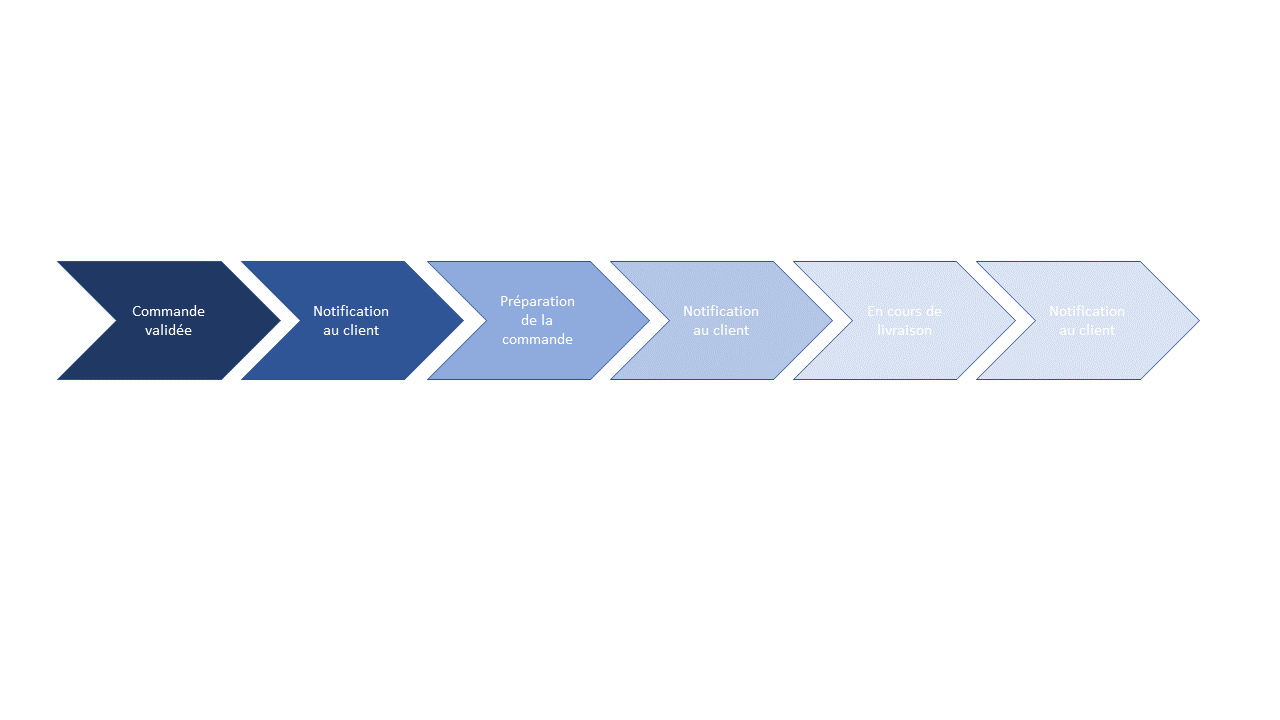 Commande
validée
Notification
au client
Préparation
de la
commande
Notification
au client
En cours de
livraison
Notification
au client